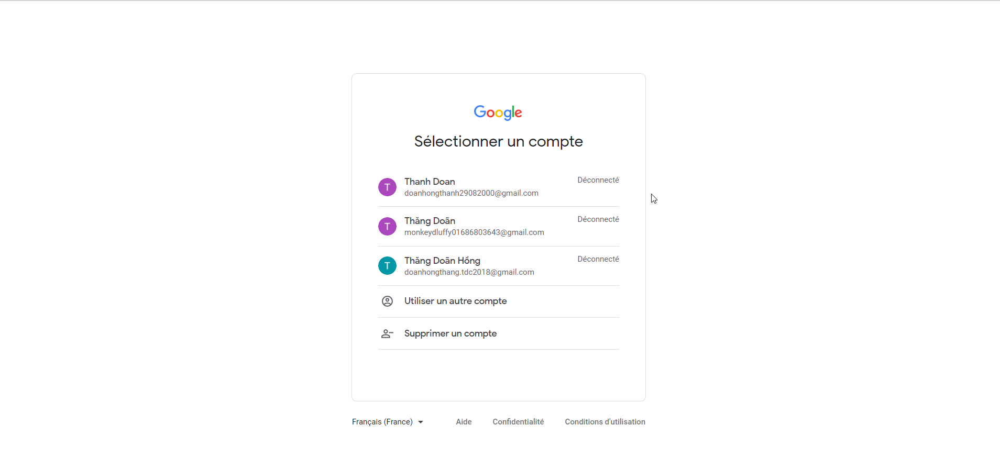 Google
Sélectionner un compte
T
Thanh Doan
Déconnecté
doanhongthanh29082000@gmail.com
T
Thăng Doãn
Déconnecté
monkeydluffy01686803643@gmail.com
T
Thăng Doãn Hồng
Déconnecté
doanhongthang.tdc2018@gmail.com
Utiliser un autre compte
Supprimer un compte
Français (France)
Aide
Confidentialité
Conditions d'utilisation